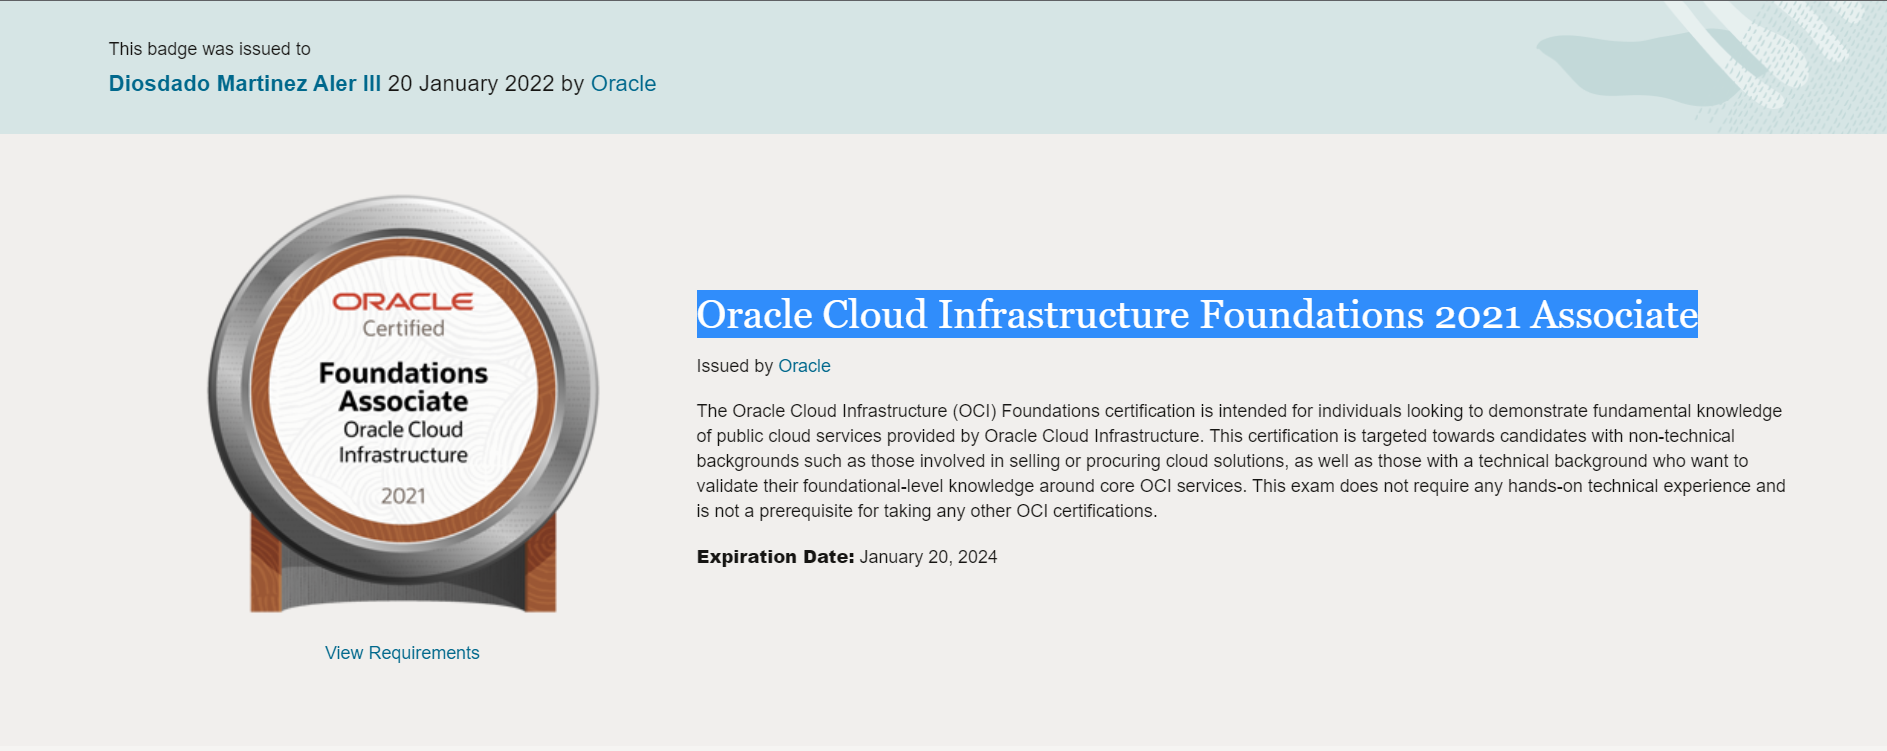 This badge was issued to
Diosdado Martinez Aler III 20 January 2022 by Oracle
ORACLE
Certified
Foundations
Associate
Oracle Cloud
Infrastructure
2021
View Requirements
Oracle Cloud Infrastructure Foundations 2021 Associate
Issued by Oracle
The Oracle Cloud Infrastructure (OCI) Foundations certification is intended for individuals looking to demonstrate fundamental knowledge
of public cloud services provided by Oracle Cloud Infrastructure. This certification is targeted towards candidates with non-technical
backgrounds such as those involved in selling or procuring cloud solutions, as well as those with a technical background who want to
validate their foundational-level knowledge around core OCI services. This exam does not require any hands-on technical experience and
is not a prerequisite for taking any other OCI certifications.
Expiration Date: January 20, 2024